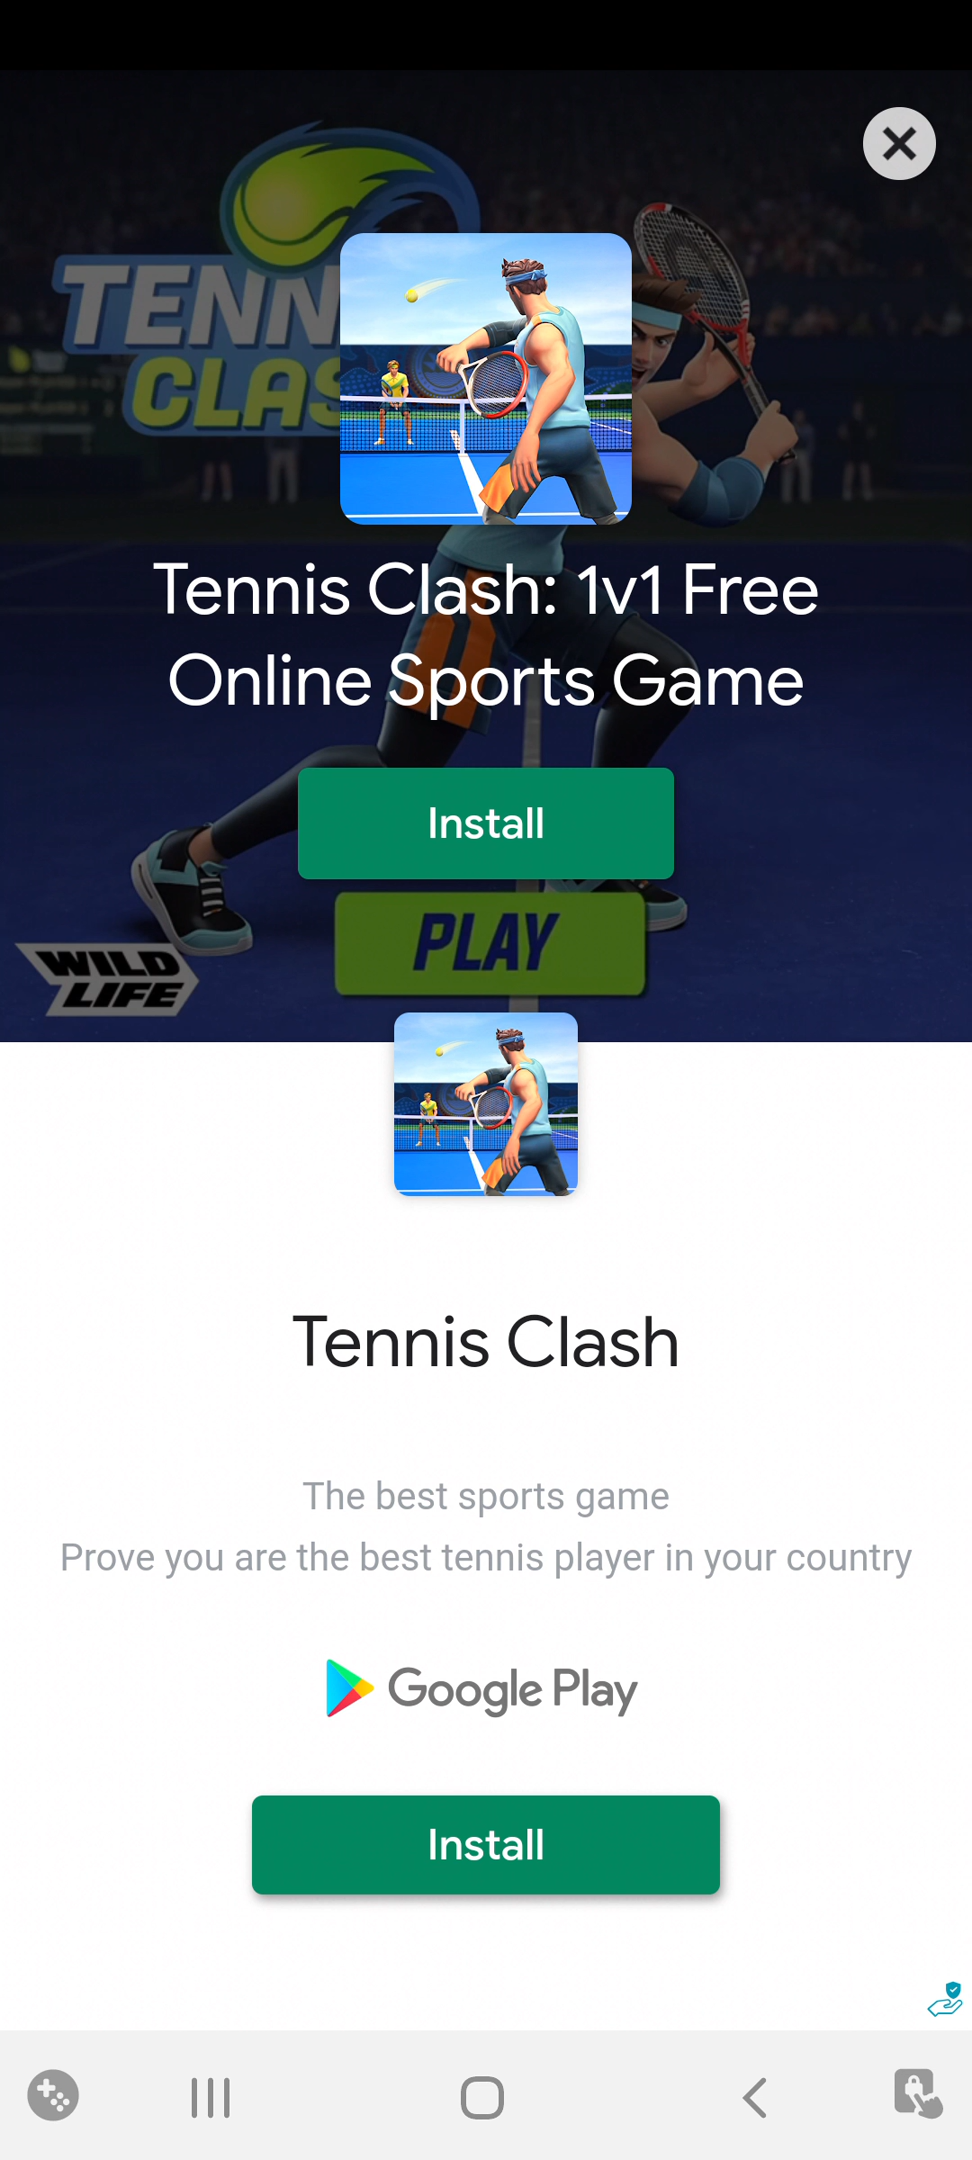 TENN
CLAS
Tennis Clash: 1v1 Free
Online Sports Game
Install
PLAY
WILD
LIFE
Tennis Clash
The best sports game
Prove you are the best tennis player in your country
Google Play
Install